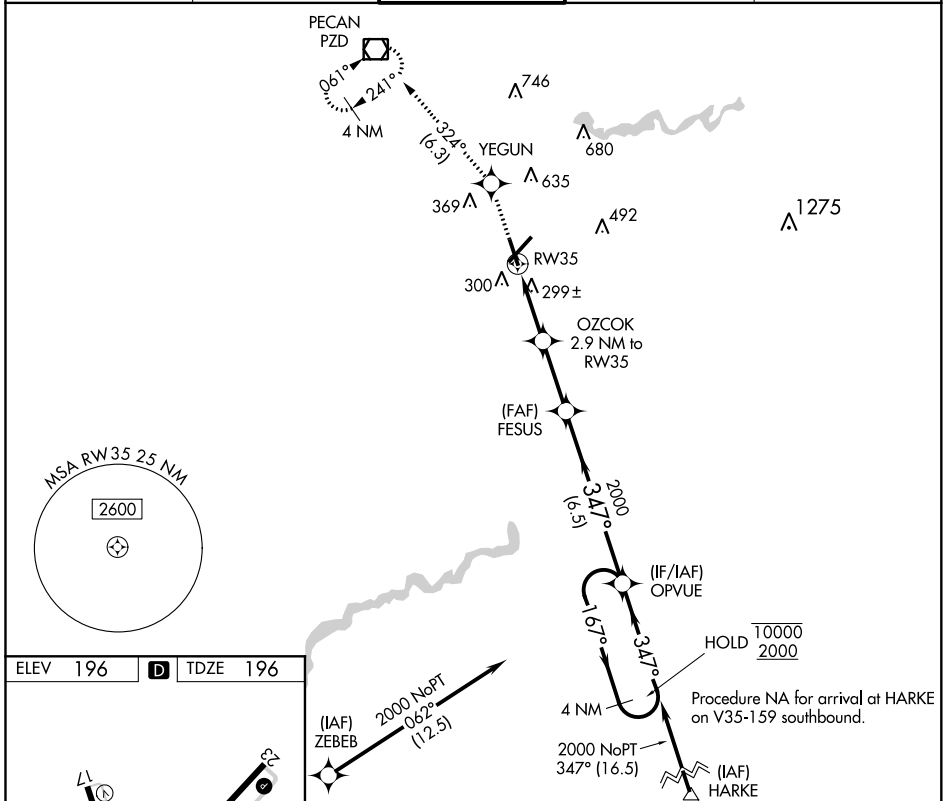 PECAN
PZD
061°
241°
4 NM
324°
(6.3)
746
680
YEGUN
635
369
492
1275
RW35
300
299±
OZCOK
2.9 NM to
RW35
(FAF)
FESUS
MSA RW35 25 NM
2600
2000
347°
(6.5)
(IF/IAF)
OPVUE
167°
347°
HOLD
10000
2000
4 NM
Procedure NA for arrival at HARKE
on V35-159 southbound.
2000 NoPT
347° (16.5)
(IAF)
HARKE
ELEV 196
D
TDZE 196
2000 NoPT
062°
(12.5)
(IAF)
ZEBEB
17
V
23
P